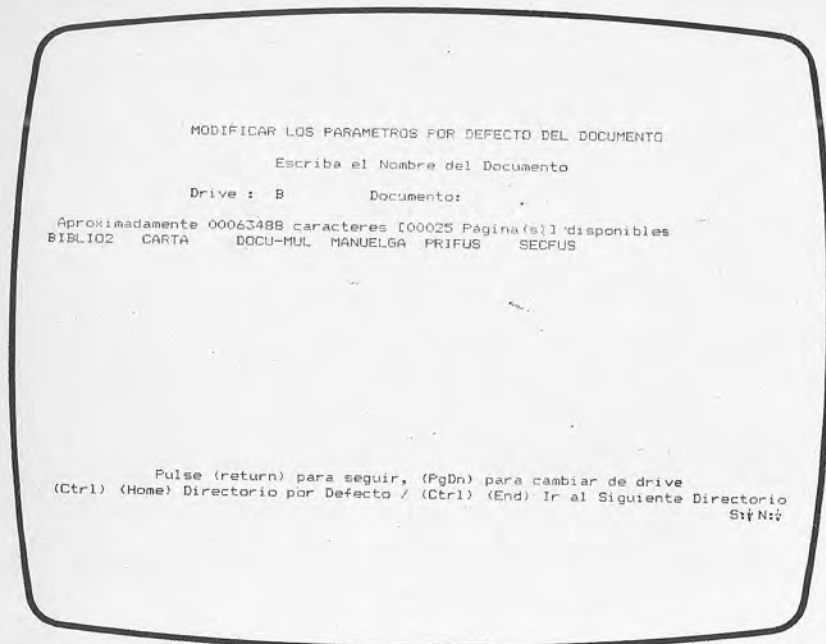 MODIFICAR LOS PARAMETROS POR DEFECTO DEL DOCUMENTO
Escriba el Nombre del Documento
Drive : B Documento:
Aproximadamente 00063488 caracteres [00025 Página(s)] disponibles
BIBLIO2 CARTA DOCU-MUL MANUELGA PRIFUS SECFUS
Pulse (return) para seguir, (PgDn) para cambiar de drive
(Ctrl) (Home) Directorio por Defecto / (Ctrl) (End) Ir al Siguiente Directorio
S:↓ N:↓